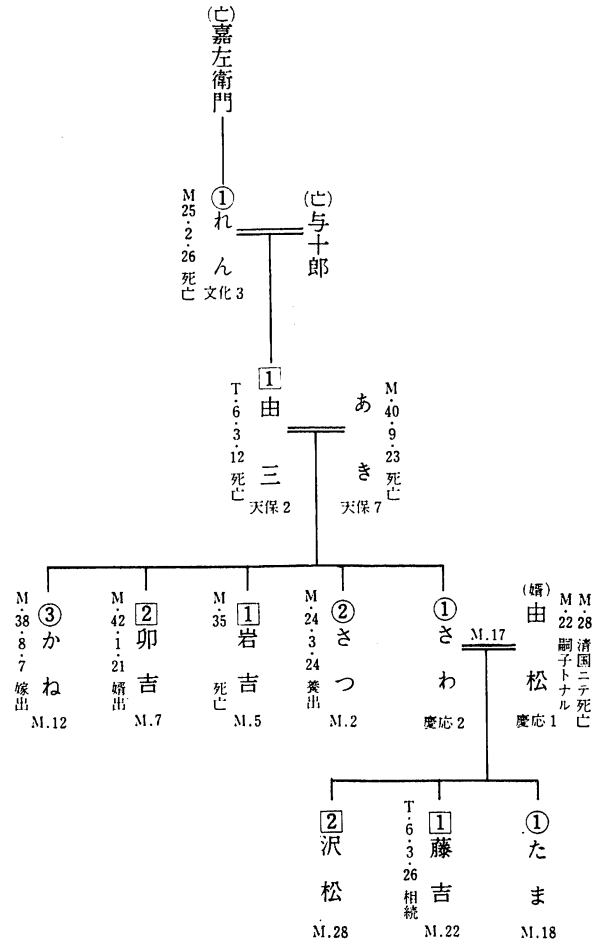 (亡)嘉左衛門
(亡)与十郎
①れん
文化3
M25・2・26 死亡
あき
天保7
M・40・9・23 死亡
1由三
天保2
T・6・3・12 死亡
M・28 清国ニテ死亡
M・22 嗣子トナル
(婿)由松
慶応1
M.17
①さわ
慶応2
②さつ
M.2
M・24・3・24 養出
1岩吉
M.5
M・35 死亡
2卯吉
M.7
M・42・1・21 婿出
③かね
M.12
M・38・8・7 嫁出
①たま
M.18
1藤吉
M.22
T・6・3・26 相続
2沢松
M.28